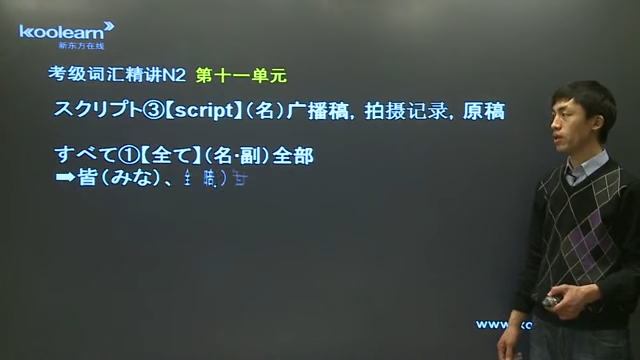 koolearn
新东方在线
考级词汇精讲N2 第十一单元
スクリプト③【script】（名）广播稿，拍摄记录，原稿
すべて①【全て】（名·副）全部
➡皆（みな）、
www.